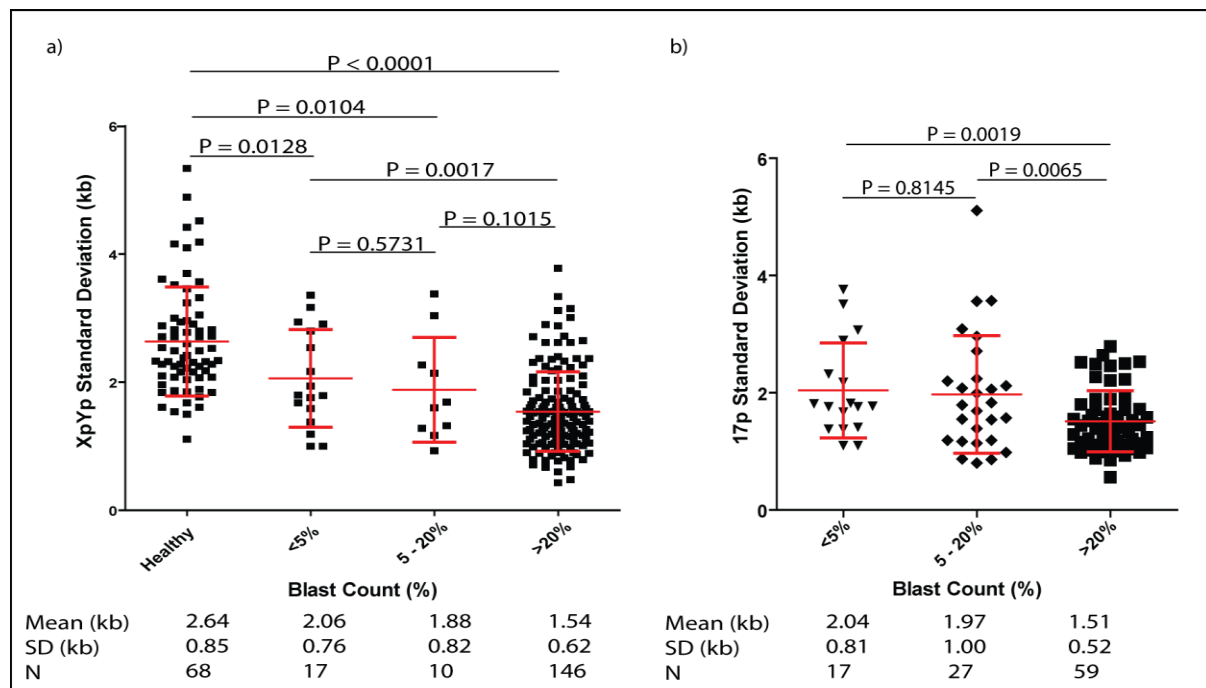 a)
P < 0.0001
P = 0.0104
P = 0.0128
P = 0.0017
P = 0.1015
P = 0.5731
6
4
2
0
XpYp Standard Deviation (kb)
Healthy
<5%
5 - 20%
>20%
Blast Count (%)
Mean (kb) 2.64 2.06 1.88 1.54
SD (kb) 0.85 0.76 0.82 0.62
N 68 17 10 146
b)
P = 0.0019
P = 0.8145
P = 0.0065
6
4
2
0
17p Standard Deviation (kb)
<5%
5 - 20%
>20%
Blast Count (%)
Mean (kb) 2.04 1.97 1.51
SD (kb) 0.81 1.00 0.52
N 17 27 59